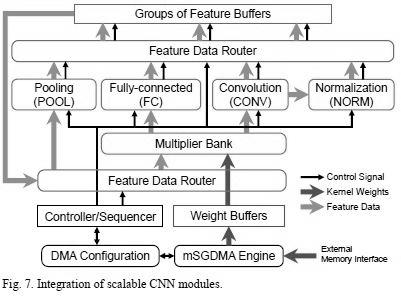 Groups of Feature Buffers
Feature Data Router
Pooling
(POOL)
Fully-connected
(FC)
Convolution
(CONV)
Normalization
(NORM)
Multiplier Bank
Feature Data Router
Control Signal
Kernel Weights
Feature Data
Controller/Sequencer
Weight Buffers
DMA Configuration
mSGDMA Engine
External
Memory Interface
Fig. 7. Integration of scalable CNN modules.